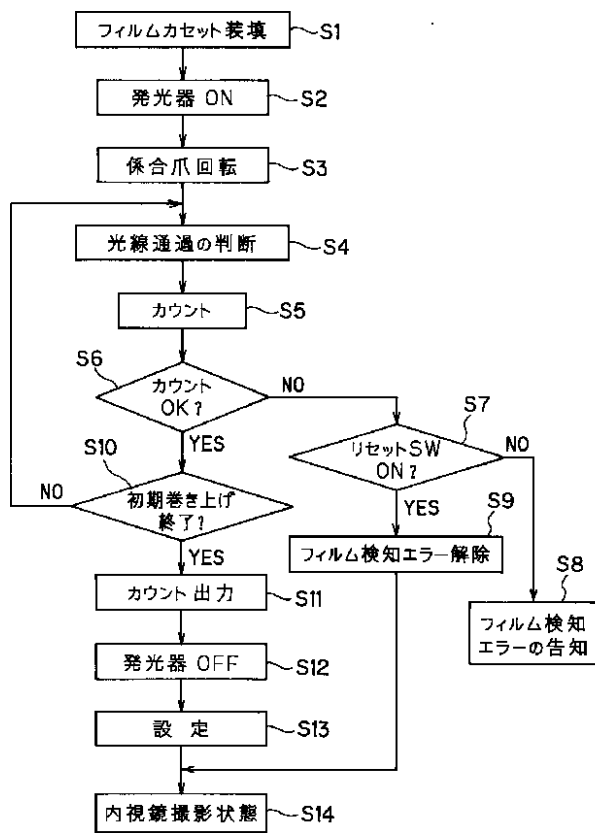 フィルムカセット装填 S1
発光器 ON S2
係合爪回転 S3
光線通過の判断 S4
カウント S5
S6
カウント
OK?
NO
YES
S7
リセットSW
ON?
NO
YES
S10
初期巻き上げ
終了?
NO
YES
S9
フィルム検知エラー解除
S8
フィルム検知
エラーの告知
カウント出力 S11
発光器 OFF S12
設定 S13
内視鏡撮影状態 S14